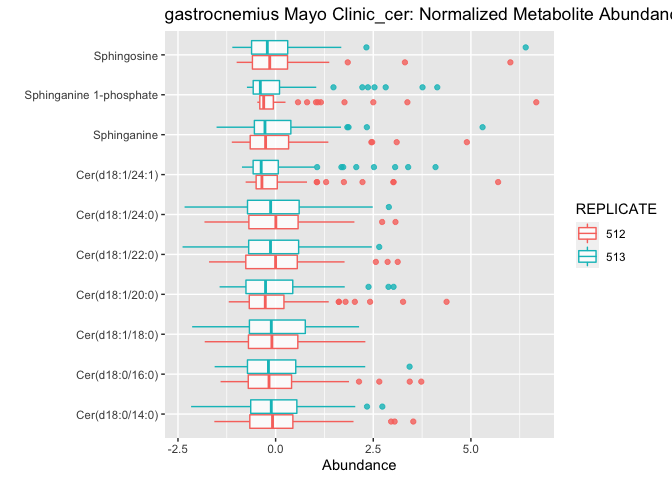 gastrocnemius Mayo Clinic_cer: Normalized Metabolite Abundanc
Sphingosine
Sphinganine 1-phosphate
Sphinganine
Cer(d18:1/24:1)
Cer(d18:1/24:0)
Cer(d18:1/22:0)
Cer(d18:1/20:0)
Cer(d18:1/18:0)
Cer(d18:0/16:0)
Cer(d18:0/14:0)
-2.5 0.0 2.5 5.0
Abundance
REPLICATE
512
513